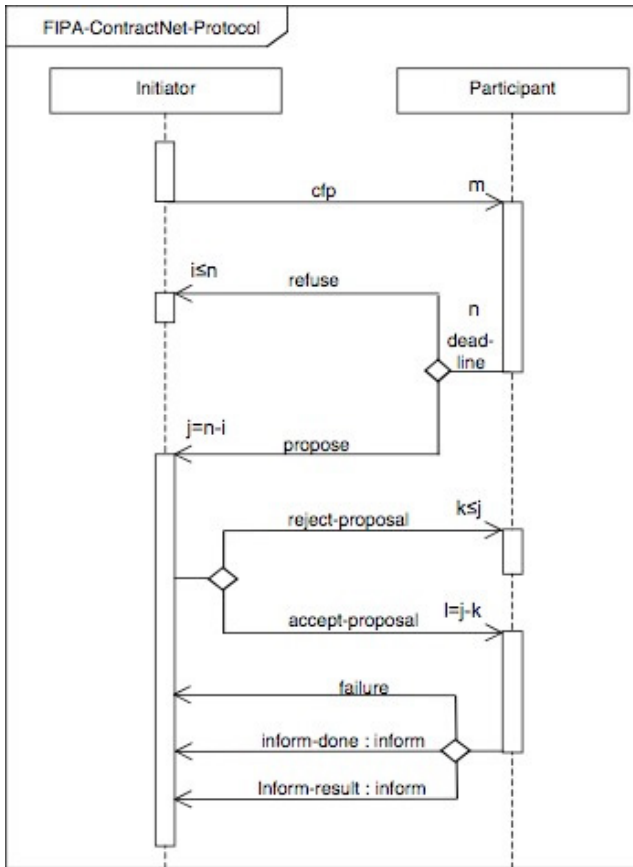 FIPA-ContractNet-Protocol
Initiator
Participant
cfp
m
i≤n
refuse
n
dead-
line
j=n-i
propose
reject-proposal
k≤j
accept-proposal
l=j-k
failure
inform-done : inform
Inform-result : inform